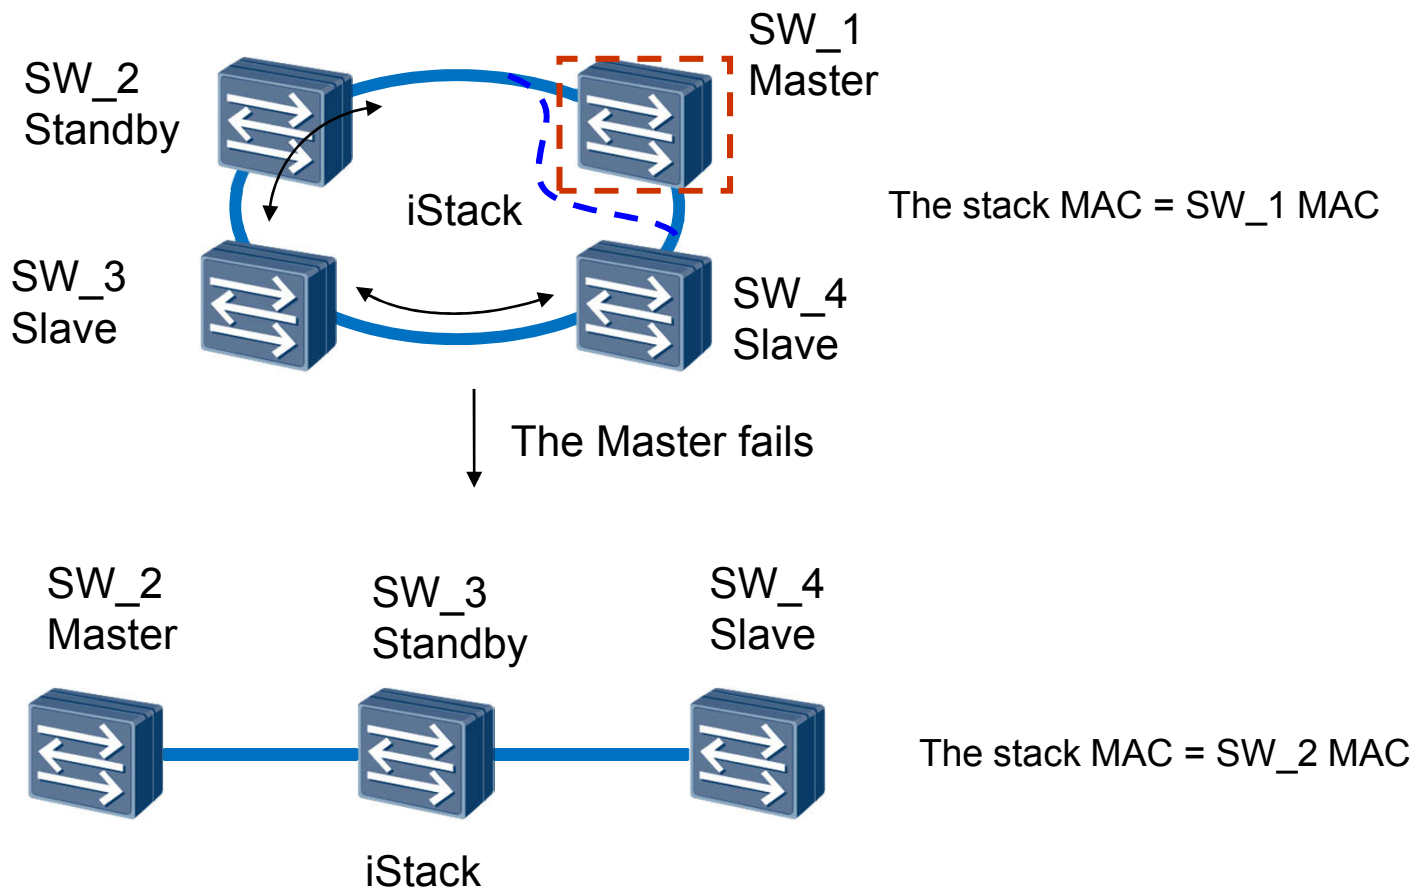 SW_1
Master
SW_2
Standby
The stack MAC = SW_1 MAC
iStack
SW_3
Slave
SW_4
Slave
The Master fails
SW_2
Master
SW_3
Standby
SW_4
Slave
The stack MAC = SW_2 MAC
iStack